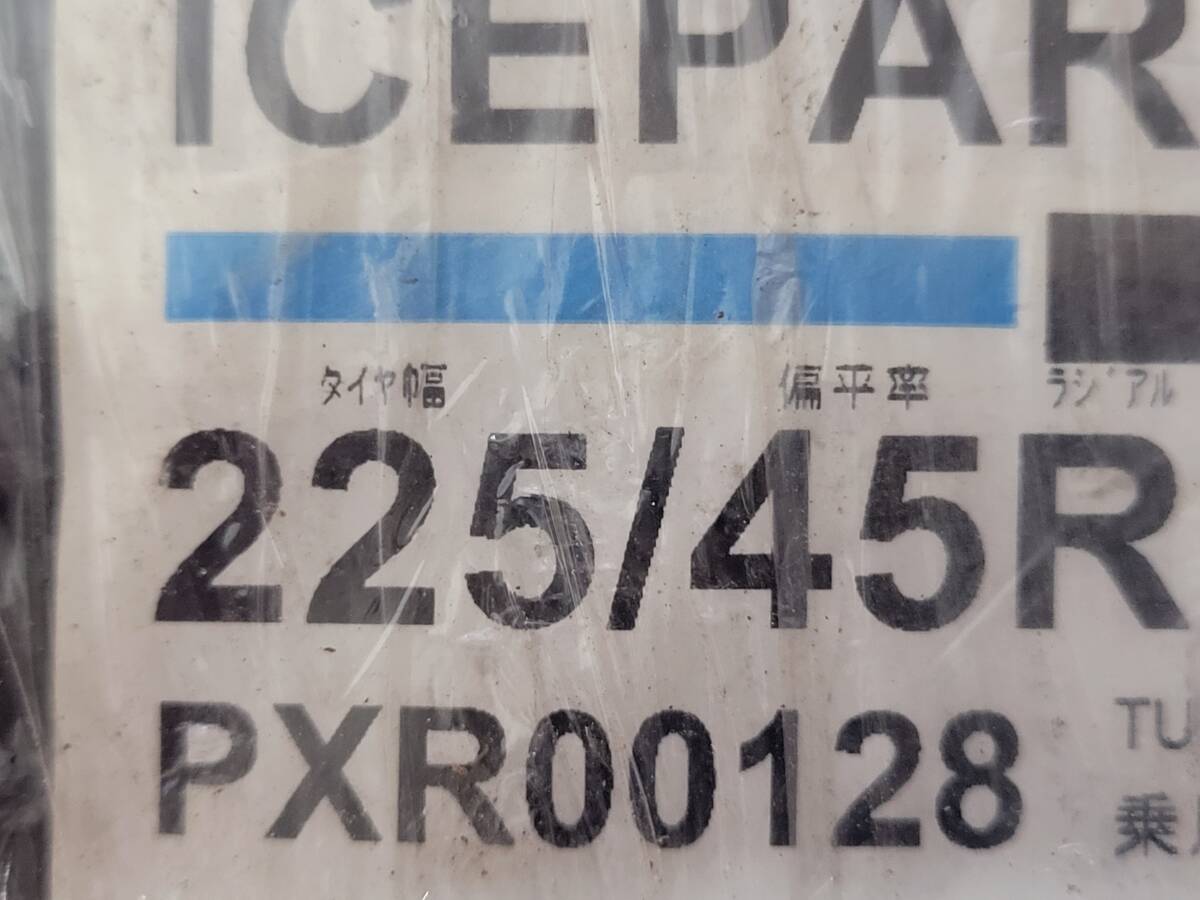 ICEPAR
タイヤ幅 偏平率 ラジアル
225/45R
PXR00128
TU
乗